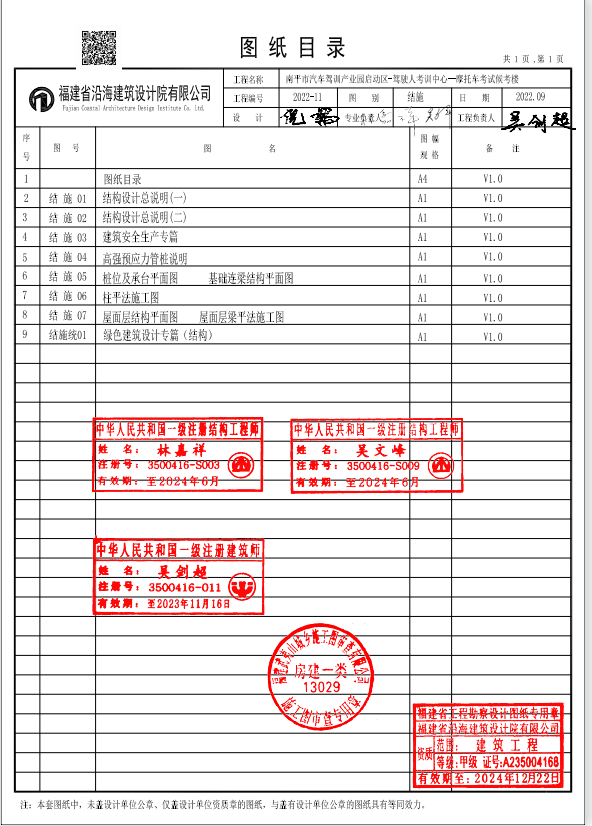 图纸目录
共 1 页 ,第 1 页
福建省沿海建筑设计院有限公司
Fujian Coastal Architecture Design Institute Co. Ltd.
工程名称 南平市汽车驾训产业园启动区-驾驶人考训中心—摩托车考试候考楼
工程编号 2022-11 图 别 结施 日 期 2022.09
设 计 专业负责人 工程负责人 吴剑超
序号 图 号 图 名 图幅规格 备 注
1 图纸目录 A4 V1.0
2 结 施 01 结构设计总说明(一) A1 V1.0
3 结 施 02 结构设计总说明(二) A1 V1.0
4 结 施 03 建筑安全生产专篇 A1 V1.0
5 结 施 04 高强预应力管桩说明 A1 V1.0
6 结 施 05 桩位及承台平面图 基础连梁结构平面图 A1 V1.0
7 结 施 06 柱平法施工图 A1 V1.0
8 结 施 07 屋面层结构平面图 屋面层梁平法施工图 A1 V1.0
9 结施统01 绿色建筑设计专篇（结构） A1 V1.0
中华人民共和国一级注册结构工程师
姓 名： 林嘉祥
注册号： 3500416-S003
有效期： 至2024年6月
中华人民共和国一级注册结构工程师
姓 名： 吴文峰
注册号： 3500416-S009
有效期： 至2024年6月
中华人民共和国一级注册建筑师
姓 名： 吴剑超
注册号： 3500416-011
有效期： 至2023年11月16日
房建一类
13029
施工图审查专用章
福建省工程勘察设计图纸专用章
福建省沿海建筑设计院有限公司
资质 范围： 建 筑 工 程
等级:甲级 证号:A235004168
有效期至：2024年12月22日
注：本套图纸中，未盖设计单位公章、仅盖设计单位资质章的图纸，与盖有设计单位公章的图纸具有等同效力。